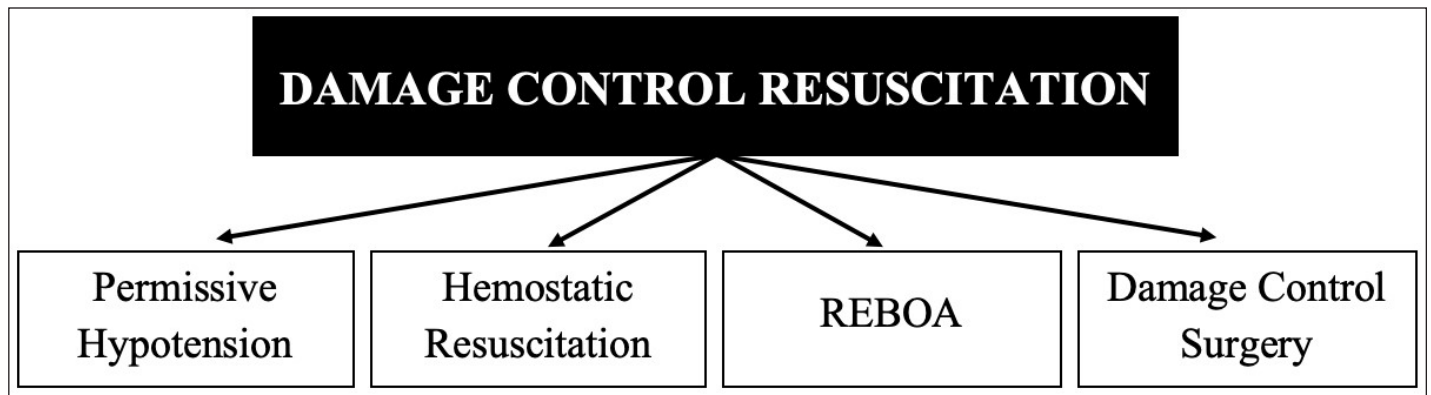 DAMAGE CONTROL RESUSCITATION
Permissive
Hypotension
Hemostatic
Resuscitation
REBOA
Damage Control
Surgery